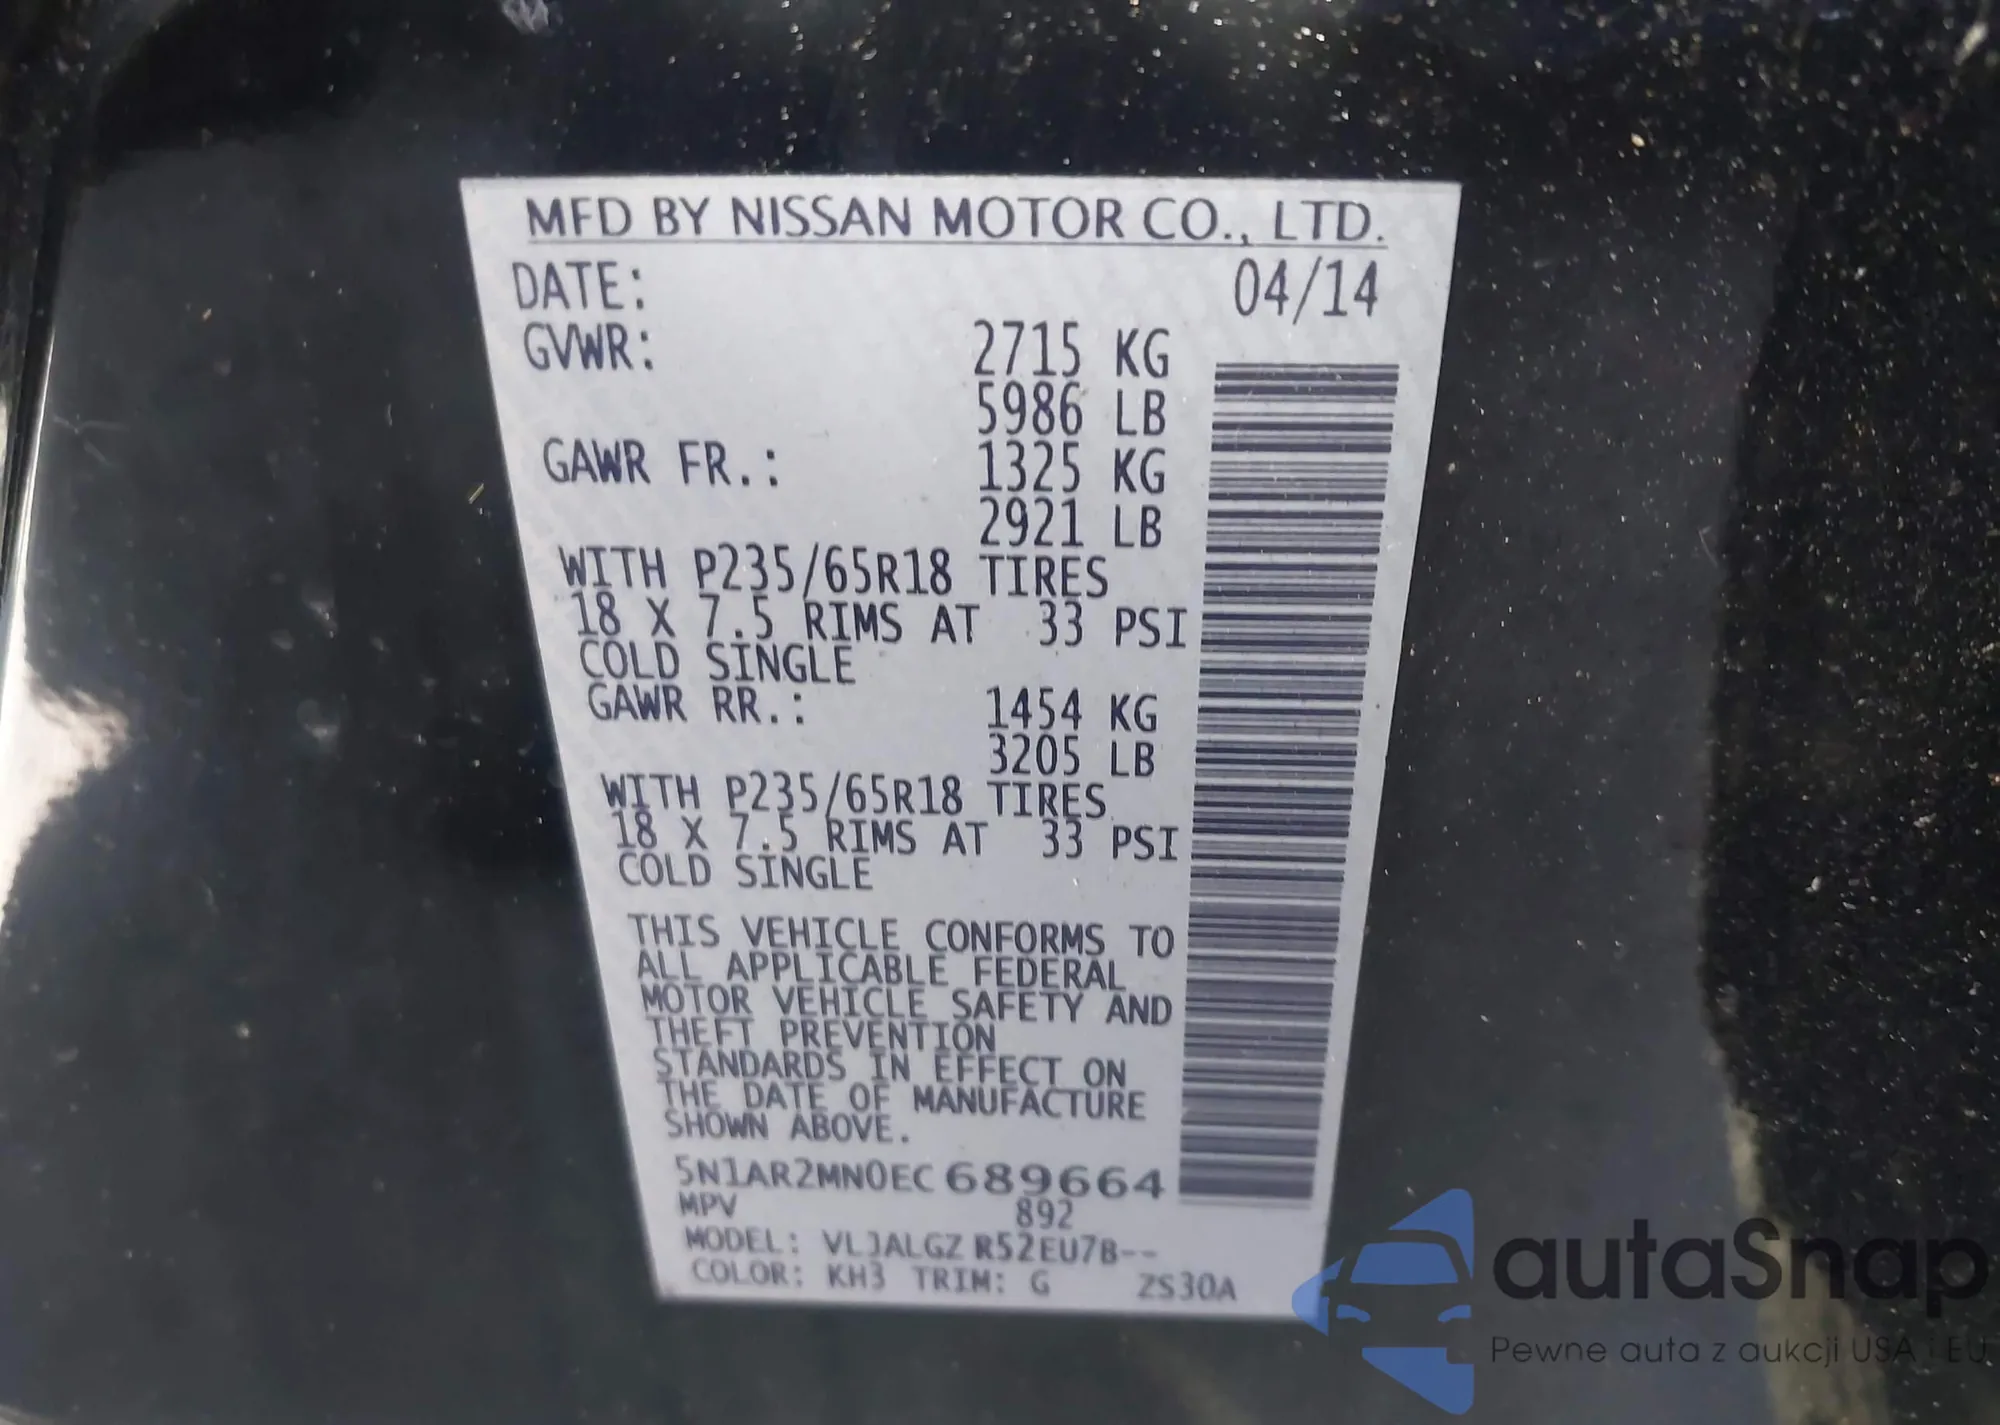 MFD BY NISSAN MOTOR CO., LTD.
DATE: 04/14
GVWR: 2715 KG
5986 LB
GAWR FR.: 1325 KG
2921 LB
WITH P235/65R18 TIRES
18 X 7.5 RIMS AT 33 PSI
COLD SINGLE
GAWR RR.: 1454 KG
3205 LB
WITH P235/65R18 TIRES
18 X 7.5 RIMS AT 33 PSI
COLD SINGLE
THIS VEHICLE CONFORMS TO
ALL APPLICABLE FEDERAL
MOTOR VEHICLE SAFETY AND
THEFT PREVENTION
STANDARDS IN EFFECT ON
THE DATE OF MANUFACTURE
SHOWN ABOVE.
5N1AR2MN0EC689664
MPV 892
MODEL: VLJALGZ R52EU7B--
COLOR: KH3 TRIM: G ZS30A
autaSnap
Pewne auta z aukcji USA i EU